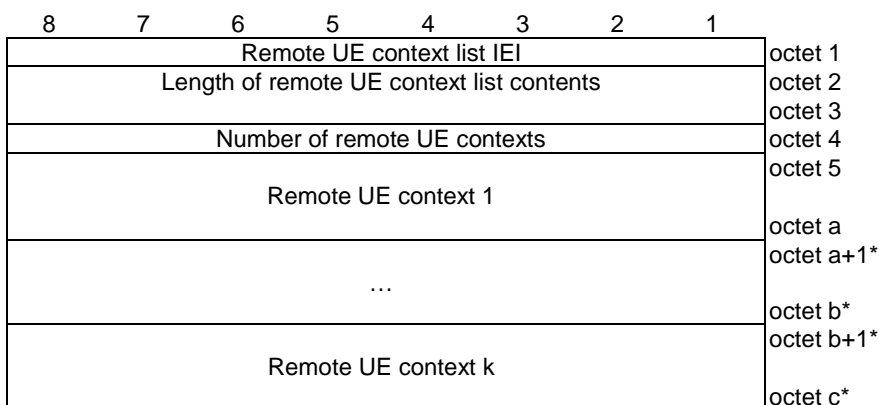 8 7 6 5 4 3 2 1
Remote UE context list IEI octet 1
Length of remote UE context list contents octet 2
octet 3
Number of remote UE contexts octet 4
octet 5
Remote UE context 1
octet a
octet a+1*
…
octet b*
octet b+1*
Remote UE context k
octet c*